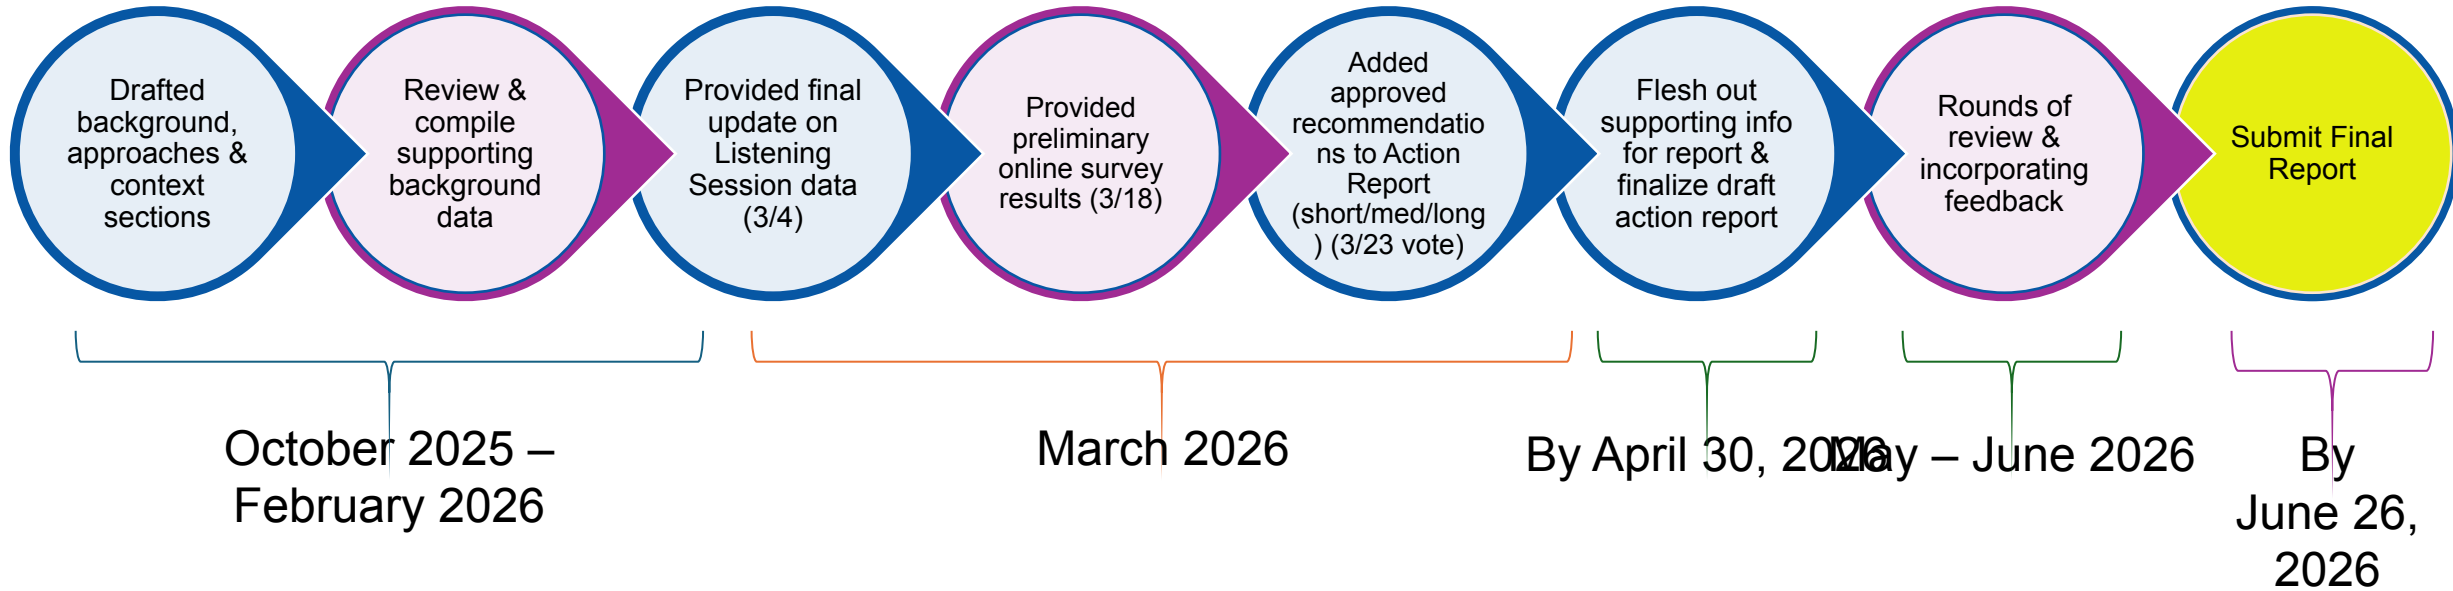 Drafted
background,
approaches &
context
sections
Review &
compile
supporting
background
data
Provided final
update on
Listening
Session data
(3/4)
Provided
preliminary
online survey
results (3/18)
Added
approved
recommendatio
ns to Action
Report
(short/med/long
) (3/23 vote)
Flesh out
supporting info
for report &
finalize draft
action report
Rounds of
review &
incorporating
feedback
Submit Final
Report
October 2025 –
February 2026
March 2026
By April 30, 2026
May – June 2026
By
June 26,
2026